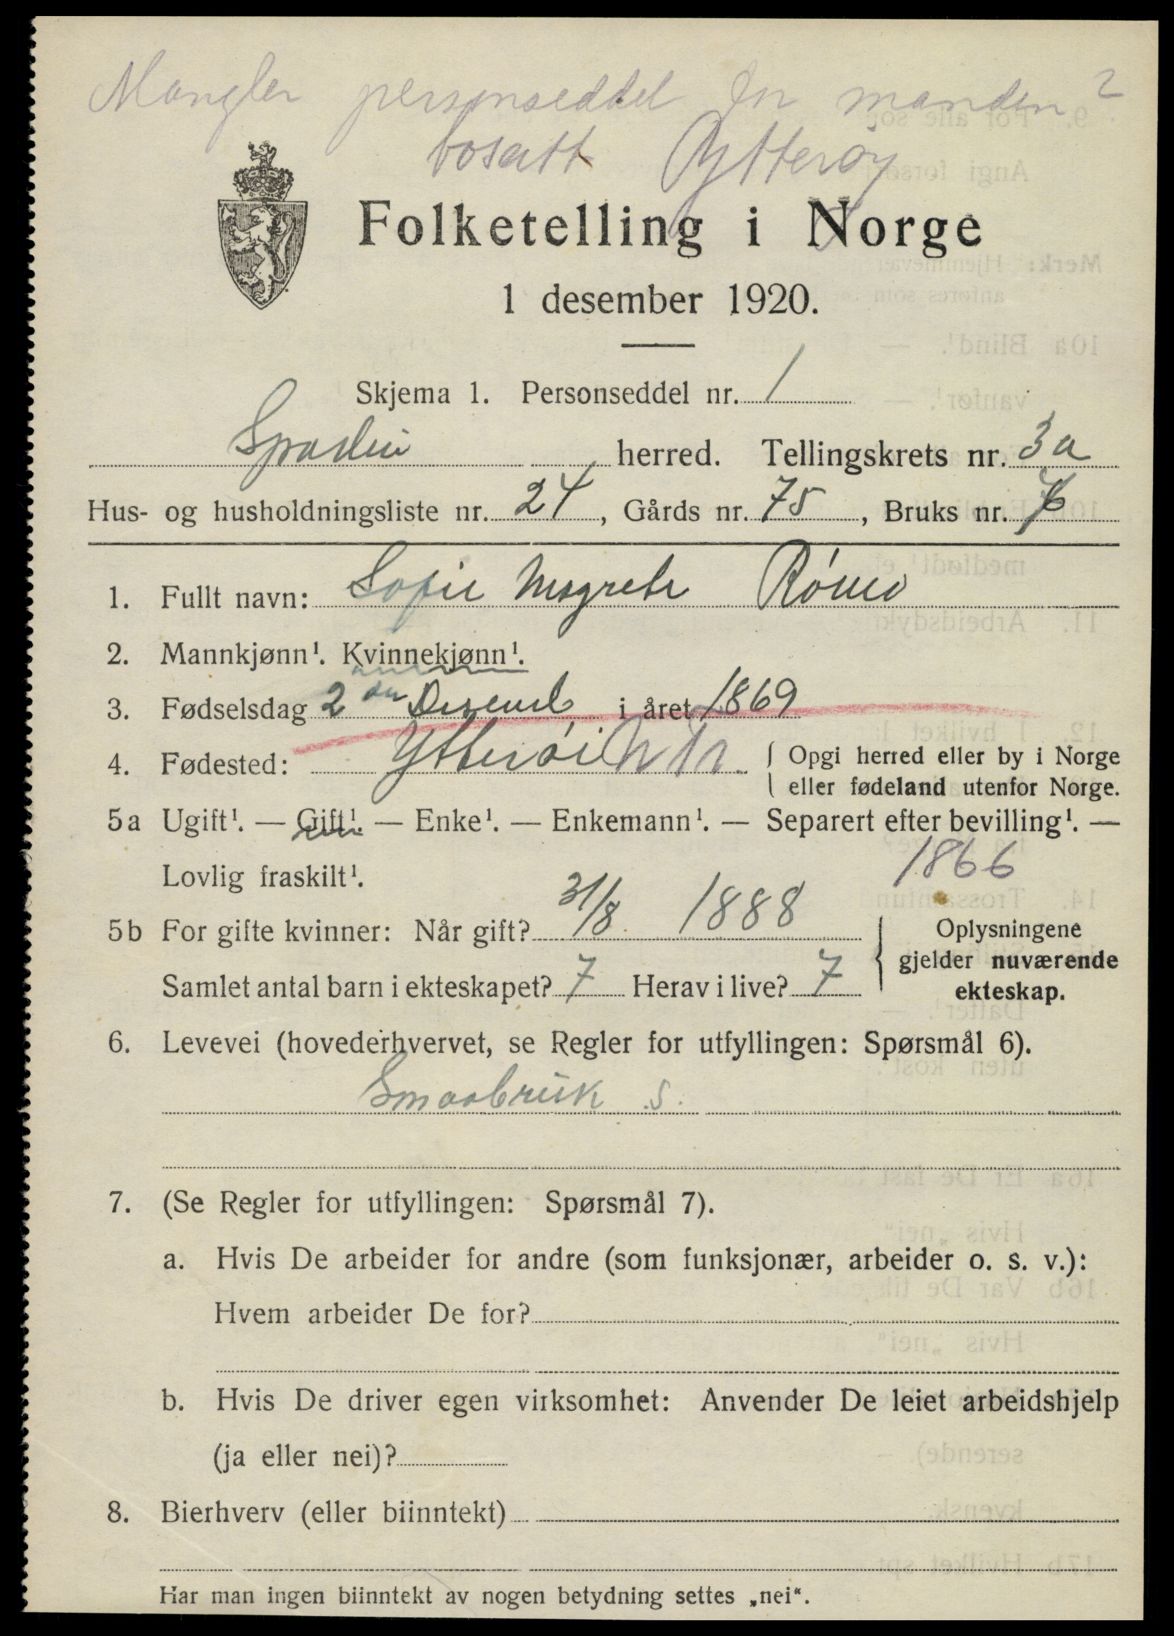 Mangler personseddel for manden?
bosatt Ytterøy
Folketelling i Norge
1 desember 1920.
Skjema 1. Personseddel nr. 1
Sparbu herred. Tellingskrets nr. 3a
Hus- og husholdningsliste nr. 24, Gårds nr. 75, Bruks nr.
1. Fullt navn: Sofie Margrete Rømo
2. Mannkjønn¹. Kvinnekjønn¹.
3. Fødselsdag 2 den Desemb i året 1869
4. Fødested: Ytterøi N.Tr. { Opgi herred eller by i Norge
eller fødeland utenfor Norge.
5a Ugift¹. — Gift¹. — Enke¹. — Enkemann¹. — Separert efter bevilling¹. —
Lovlig fraskilt¹. 1866
5b For gifte kvinner: Når gift? 31/8 1888 { Oplysningene
gjelder nuværende
Samlet antal barn i ekteskapet? 7 Herav i live? 7 ekteskap.
6. Levevei (hovederhvervet, se Regler for utfyllingen: Spørsmål 6).
Smaabruk s.
7. (Se Regler for utfyllingen: Spørsmål 7).
a. Hvis De arbeider for andre (som funksjonær, arbeider o. s. v.):
Hvem arbeider De for?
b. Hvis De driver egen virksomhet: Anvender De leiet arbeidshjelp
(ja eller nei)?
8. Bierhverv (eller biinntekt)
Har man ingen biinntekt av nogen betydning settes „nei“.